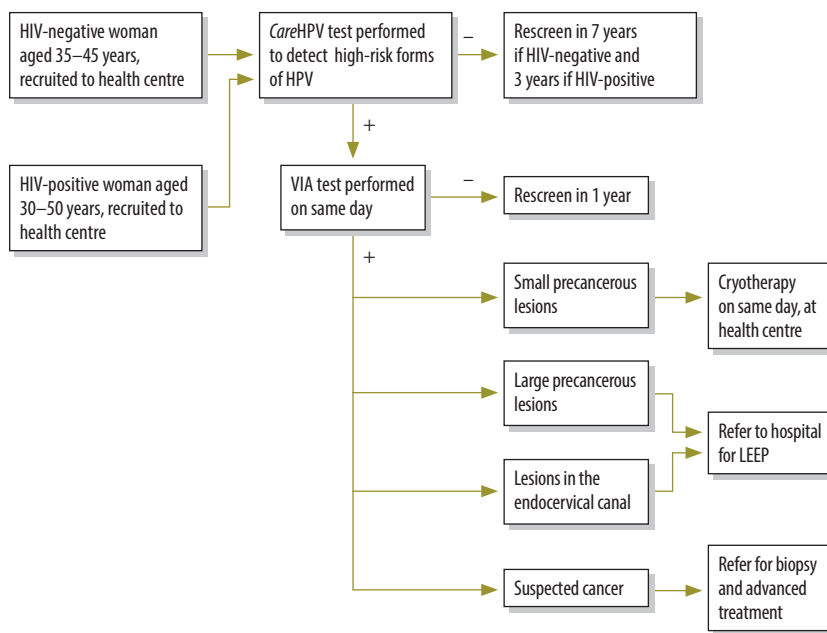 HIV-negative woman
aged 35–45 years,
recruited to health centre
CareHPV test performed
to detect high-risk forms
of HPV
–
Rescreen in 7 years
if HIV-negative and
3 years if HIV-positive
+
HIV-positive woman aged
30–50 years, recruited to
health centre
VIA test performed
on same day
–
Rescreen in 1 year
+
Small precancerous
lesions
Cryotherapy
on same day, at
health centre
Large precancerous
lesions
Refer to hospital
for LEEP
Lesions in the
endocervical canal
Suspected cancer
Refer for biopsy
and advanced
treatment